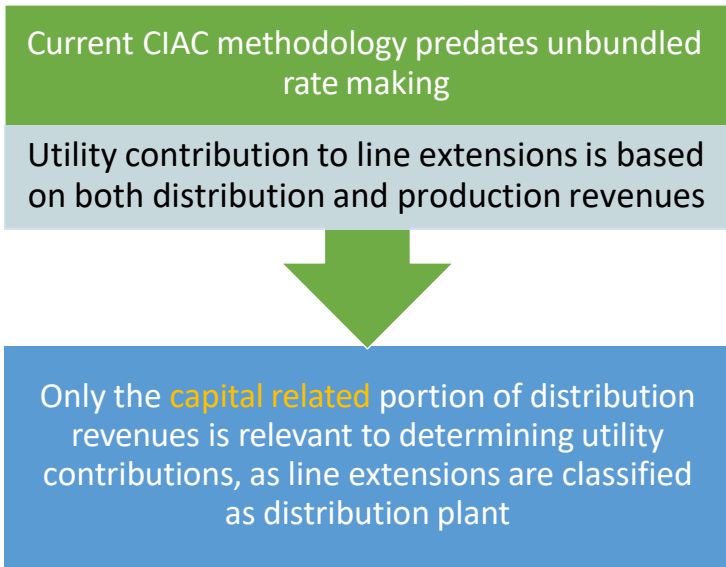 Current CIAC methodology predates unbundled
rate making
Utility contribution to line extensions is based
on both distribution and production revenues
Only the capital related portion of distribution
revenues is relevant to determining utility
contributions, as line extensions are classified
as distribution plant